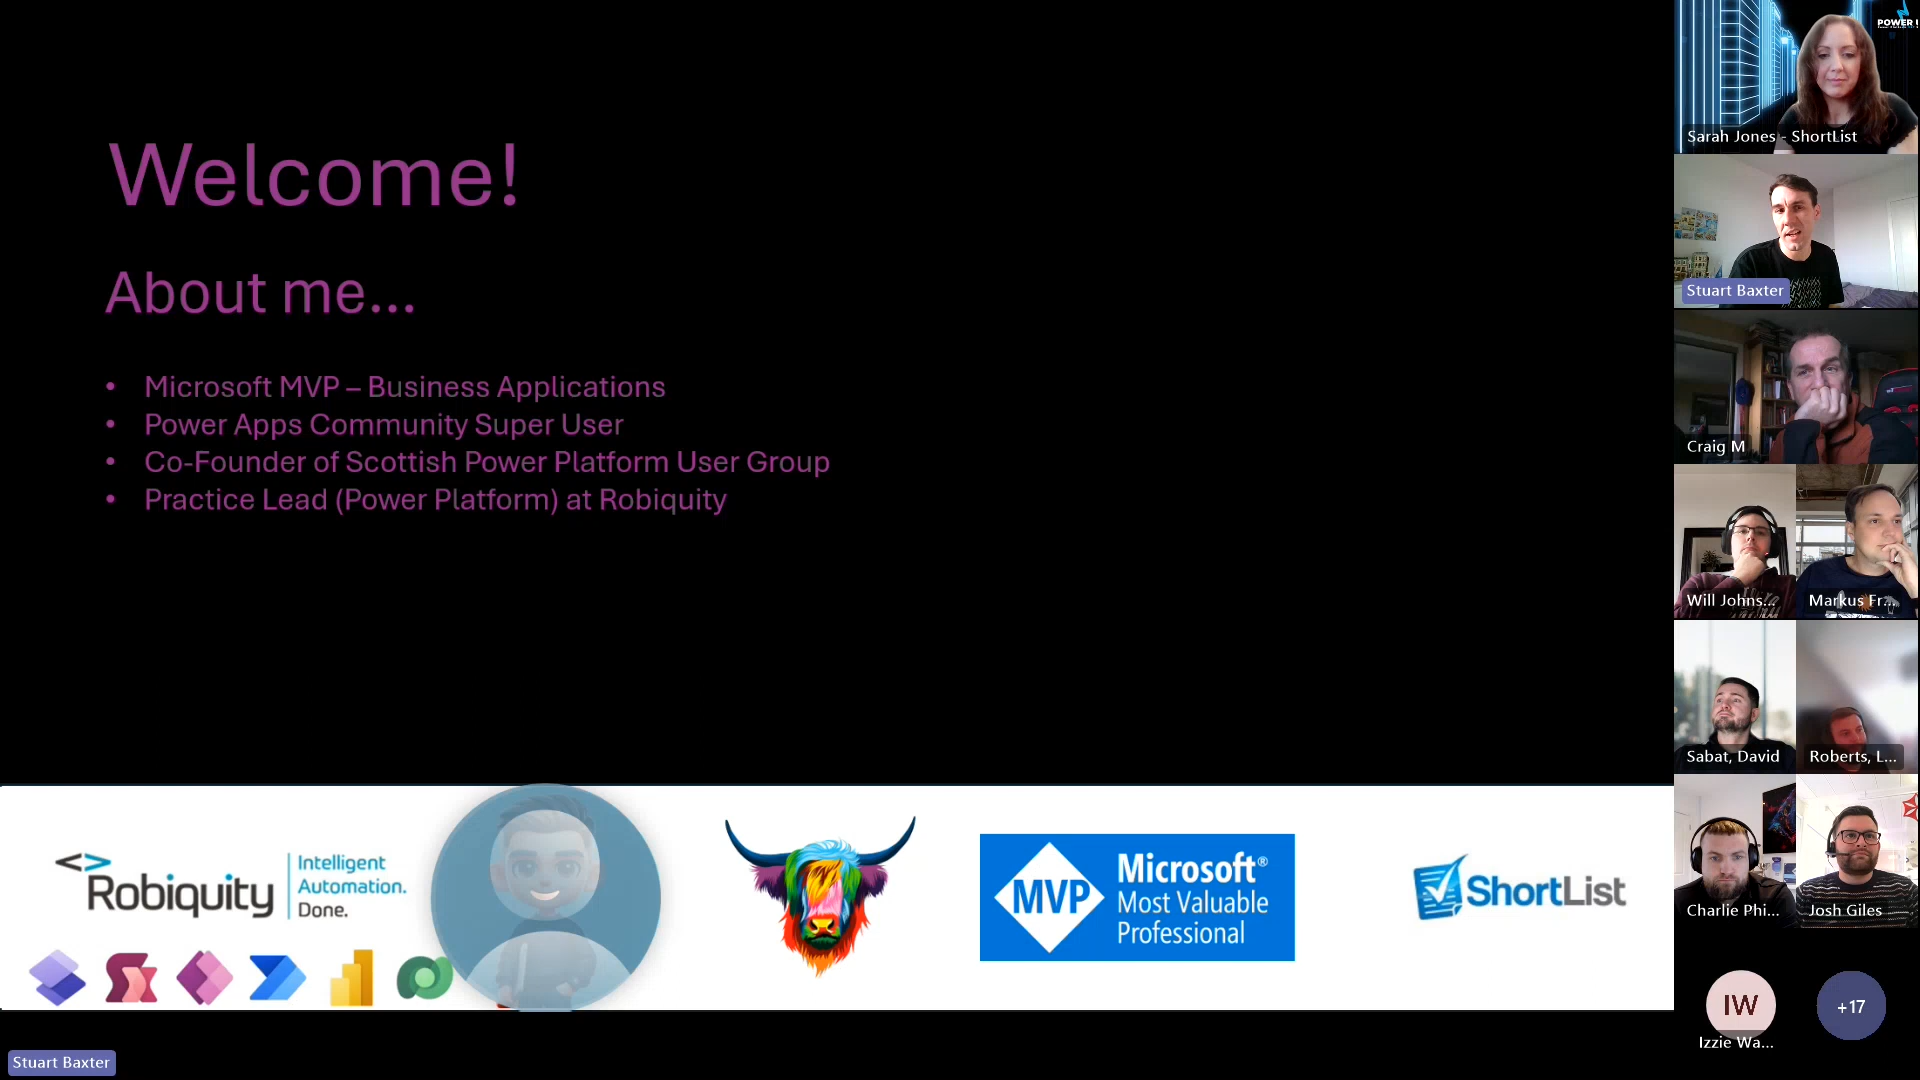 Welcome!
About me...
• Microsoft MVP – Business Applications
• Power Apps Community Super User
• Co-Founder of Scottish Power Platform User Group
• Practice Lead (Power Platform) at Robiquity
Robiquity
Intelligent
Automation.
Done.
MVP
Microsoft®
Most Valuable
Professional
ShortList
Stuart Baxter
POWER
Sarah Jones - ShortList
Stuart Baxter
Craig M
Will Johns...
Markus Fr...
Sabat, David
Roberts, L...
Charlie Phi...
Josh Giles
IW
Izzie Wa...
+17